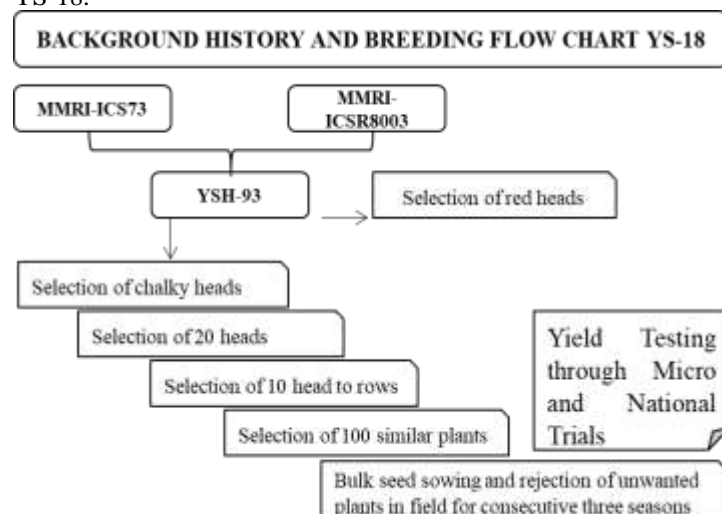 YS-18.
BACKGROUND HISTORY AND BREEDING FLOW CHART YS-18
MMRI-ICS73
MMRI-
ICSR8003
YSH-93
Selection of red heads
Selection of chalky heads
Selection of 20 heads
Selection of 10 head to rows
Selection of 100 similar plants
Yield Testing
through Micro
and National
Trials
Bulk seed sowing and rejection of unwanted
plants in field for consecutive three seasons